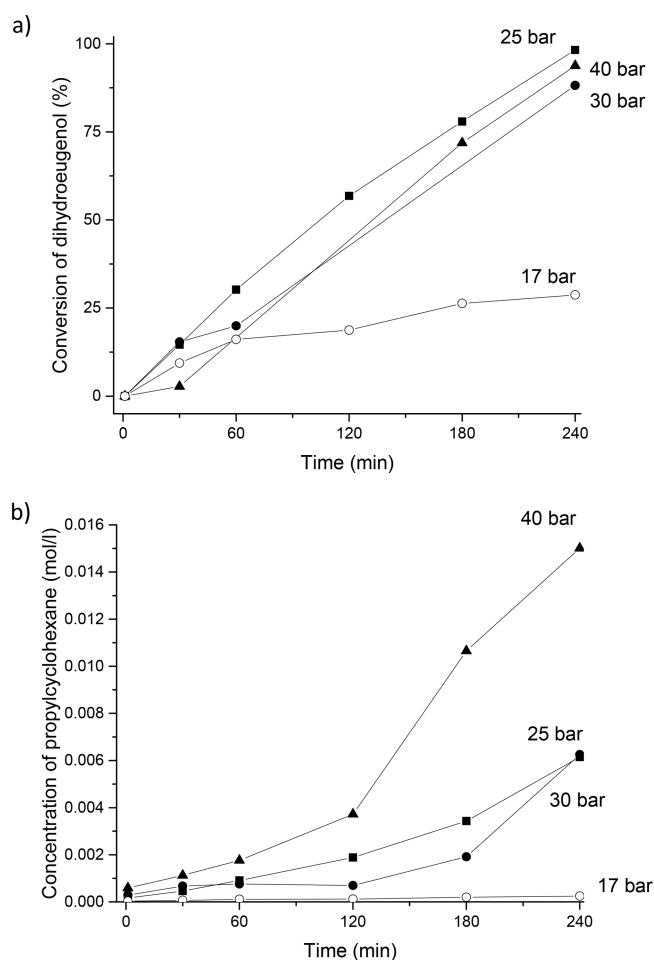 a)
25 bar
100
40 bar
30 bar
75
50
17 bar
25
0
0 60 120 180 240
Time (min)
Conversion of dihydroeugenol (%)
b)
40 bar
0.016
0.014
0.012
0.010
0.008
25 bar
0.006
30 bar
0.004
0.002
17 bar
0.000
0 60 120 180 240
Time (min)
Concentration of propylcyclohexane (mol/l)